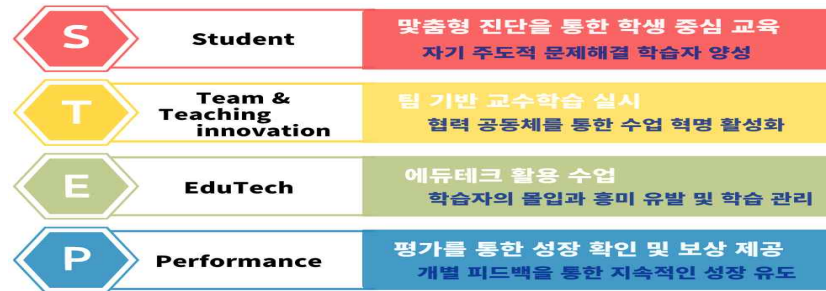 S
Student
맞춤형 진단을 통한 학생 중심 교육
자기 주도적 문제해결 학습자 양성
T
Team &
Teaching
innovation
팀 기반 교수학습 실시
협력 공동체를 통한 수업 혁명 활성화
E
EduTech
에듀테크 활용 수업
학습자의 몰입과 흥미 유발 및 학습 관리
P
Performance
평가를 통한 성장 확인 및 보상 제공
개별 피드백을 통한 지속적인 성장 유도